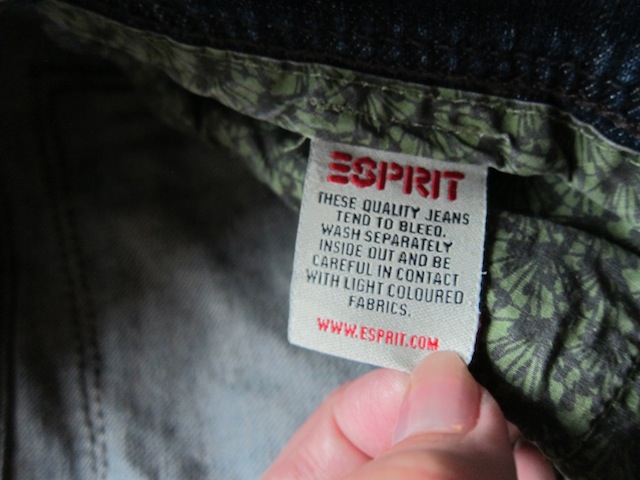 ESPRIT
THESE QUALITY JEANS
TEND TO BLEED.
WASH SEPARATELY
INSIDE OUT AND BE
CAREFUL IN CONTACT
WITH LIGHT COLOURED
FABRICS.
WWW.ESPRIT.COM